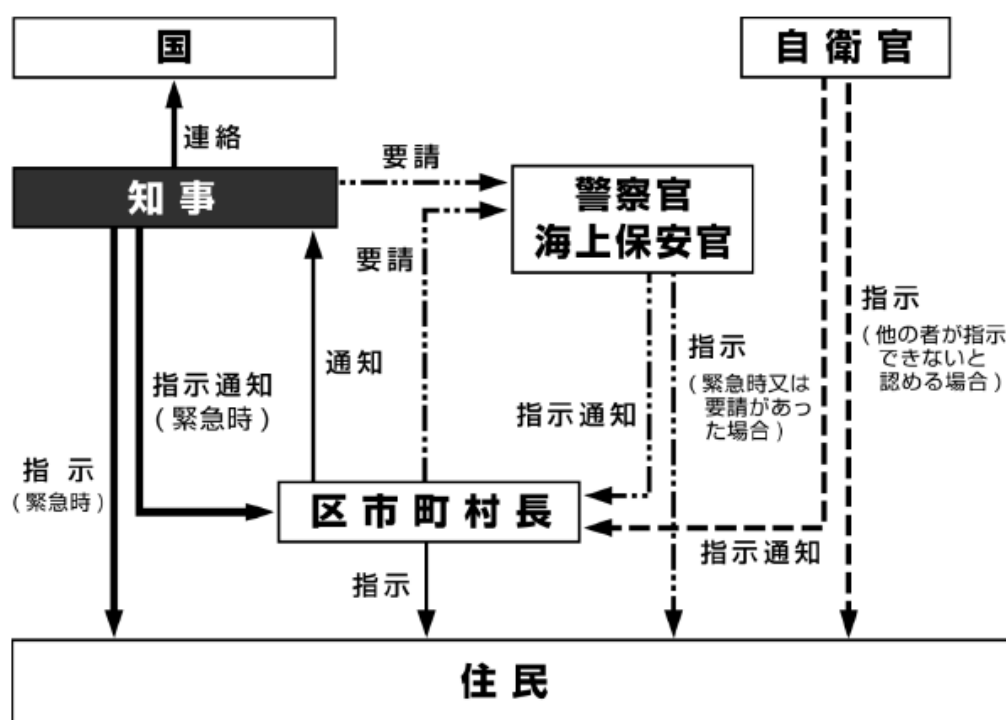 国
自衛官
連絡
要請
知事
警察官
海上保安官
要請
通知
指示通知
(緊急時)
指示
(緊急時)
指示通知
指示
(緊急時又は
要請があっ
た場合)
指示
(他の者が指示
できないと
認める場合)
区市町村長
指示通知
指示
住民